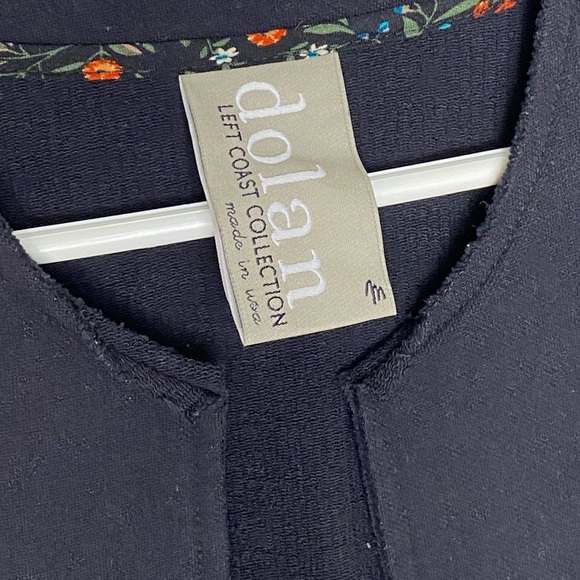 dolan
LEFT COAST COLLECTION
made in usa
M